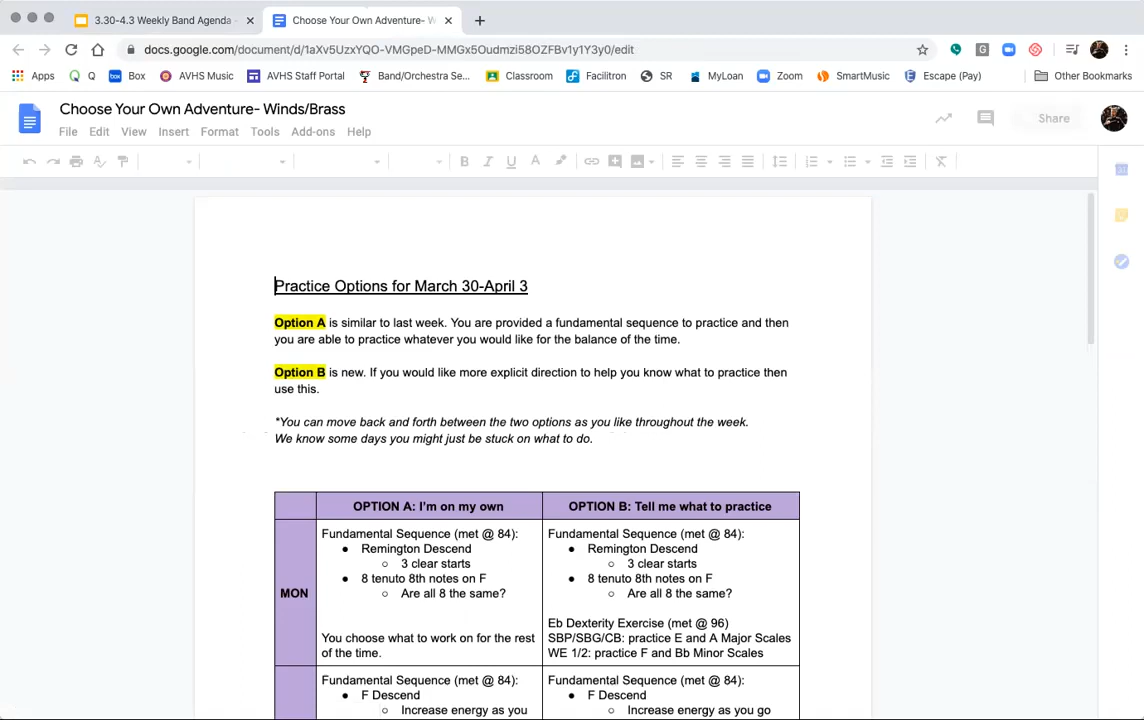 3.30-4.3 Weekly Band Agenda -
Choose Your Own Adventure- W
docs.google.com/document/d/1aXv5UzxYQO-VMGpeD-MMGx5Oudmzi58OZFBv1y1Y3y0/edit
Apps Q Box AVHS Music AVHS Staff Portal Band/Orchestra Se... Classroom Facilitron SR MyLoan Zoom SmartMusic Escape (Pay) Other Bookmarks
Choose Your Own Adventure- Winds/Brass
File Edit View Insert Format Tools Add-ons Help
Share
Practice Options for March 30-April 3
Option A is similar to last week. You are provided a fundamental sequence to practice and then
you are able to practice whatever you would like for the balance of the time.
Option B is new. If you would like more explicit direction to help you know what to practice then
use this.
*You can move back and forth between the two options as you like throughout the week.
We know some days you might just be stuck on what to do.
OPTION A: I'm on my own
OPTION B: Tell me what to practice
MON
Fundamental Sequence (met @ 84):
● Remington Descend
○ 3 clear starts
● 8 tenuto 8th notes on F
○ Are all 8 the same?
You choose what to work on for the rest
of the time.
Fundamental Sequence (met @ 84):
● Remington Descend
○ 3 clear starts
● 8 tenuto 8th notes on F
○ Are all 8 the same?
Eb Dexterity Exercise (met @ 96)
SBP/SBG/CB: practice E and A Major Scales
WE 1/2: practice F and Bb Minor Scales
Fundamental Sequence (met @ 84):
● F Descend
○ Increase energy as you
Fundamental Sequence (met @ 84):
● F Descend
○ Increase energy as you go